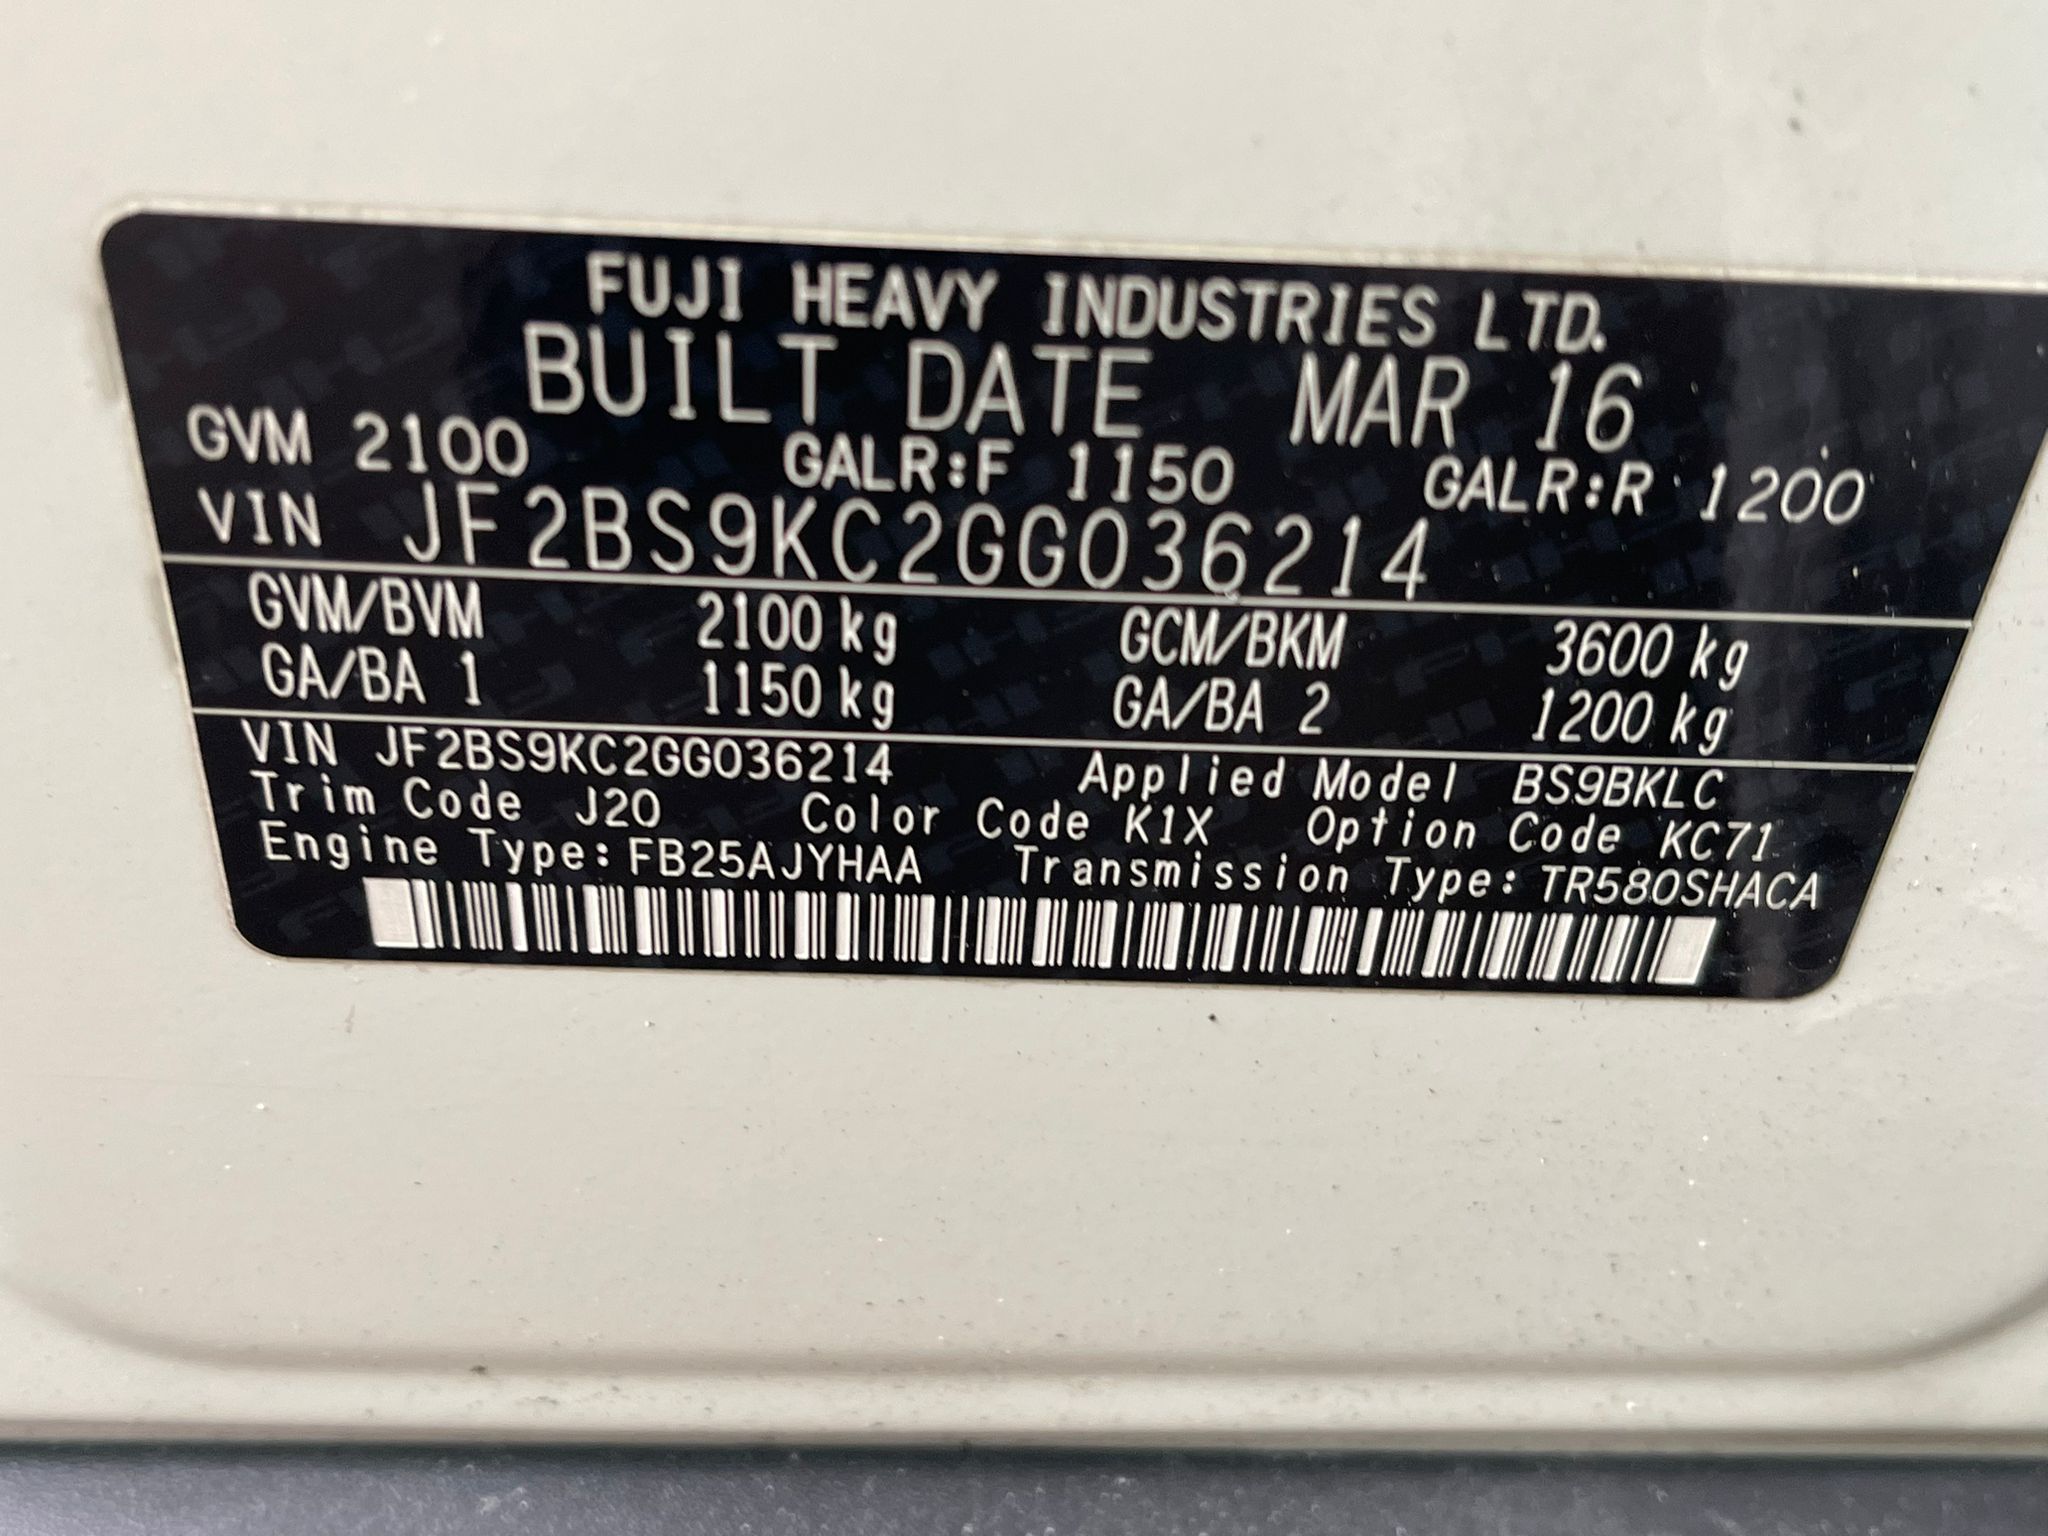 FUJI HEAVY INDUSTRIES LTD.
BUILT DATE MAR 16
GVM 2100 GALR:F 1150 GALR:R 1200
VIN JF2BS9KC2GG036214
GVM/BVM 2100 kg GCM/BKM 3600 kg
GA/BA 1 1150 kg GA/BA 2 1200 kg
VIN JF2BS9KC2GG036214 Applied Model BS9BKLC
Trim Code J20 Color Code K1X Option Code KC71
Engine Type: FB25AJYHAA Transmission Type: TR580SHACA